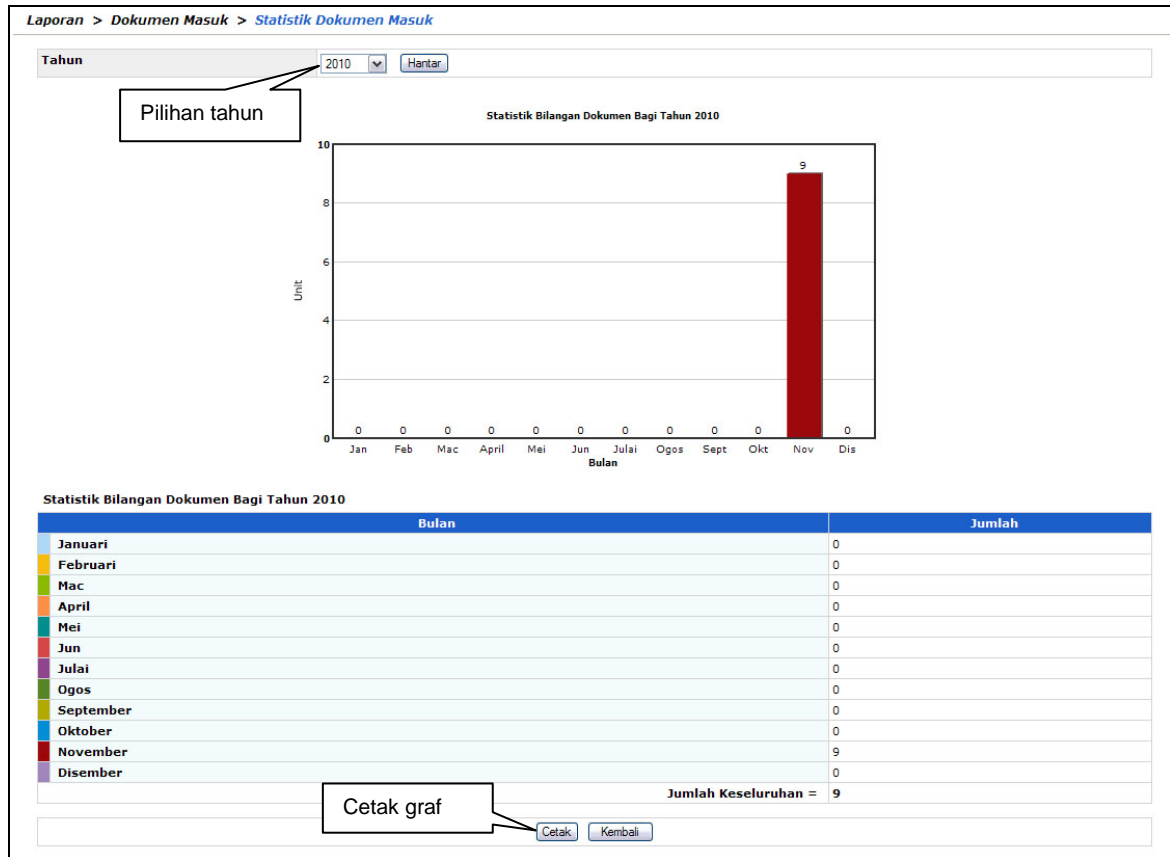 Laporan > Dokumen Masuk > Statistik Dokumen Masuk
Tahun 2010 Hantar
Pilihan tahun
Statistik Bilangan Dokumen Bagi Tahun 2010
10
9
8
6
Unit
4
2
0 0 0 0 0 0 0 0 0 0 0
0
Jan Feb Mac April Mei Jun Julai Ogos Sept Okt Nov Dis
Bulan
Statistik Bilangan Dokumen Bagi Tahun 2010
Bulan Jumlah
Januari 0
Februari 0
Mac 0
April 0
Mei 0
Jun 0
Julai 0
Ogos 0
September 0
Oktober 0
November 9
Disember 0
Jumlah Keseluruhan = 9
Cetak graf
Cetak Kembali